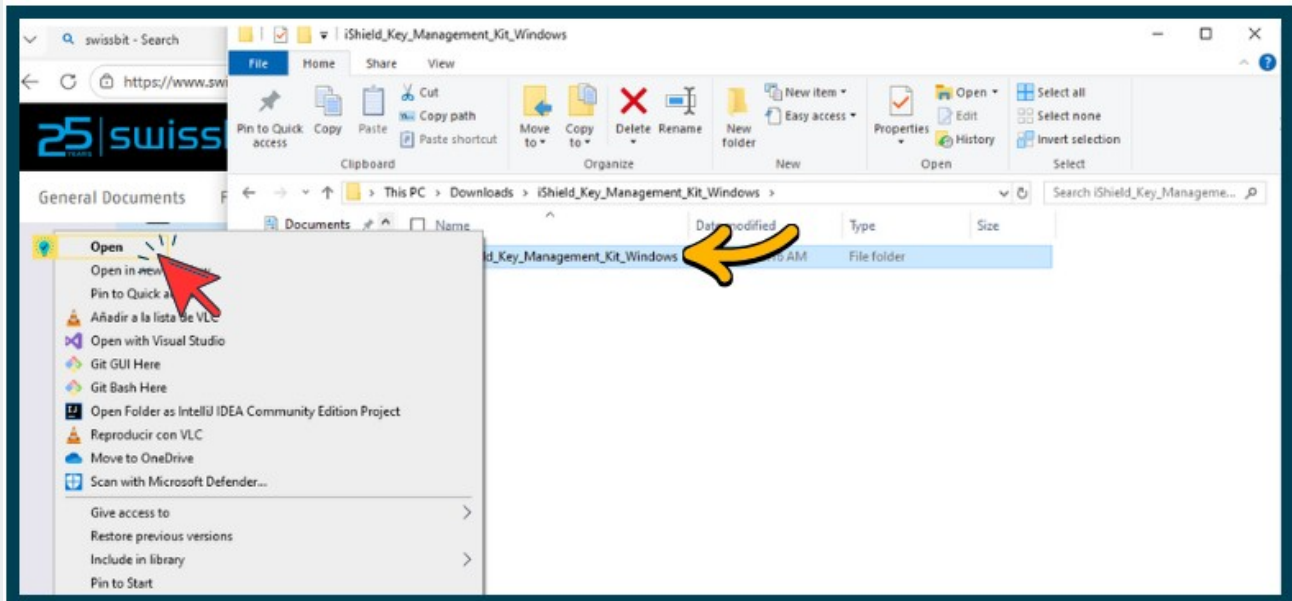 swissbit - Search
iShield_Key_Management_Kit_Windows
File Home Share View
https://www.swi
25 YEARS swissb
Pin to Quick access
Copy
Paste
Cut
Copy path
Paste shortcut
Move to
Copy to
Delete
Rename
New folder
New item
Easy access
Properties
Open
Edit
History
Select all
Select none
Invert selection
Clipboard
Organize
New
Open
Select
General Documents F
This PC > Downloads > iShield_Key_Management_Kit_Windows >
Search iShield_Key_Manageme...
Documents
Name
Date modified
Type
Size
ld_Key_Management_Kit_Windows
AM
File folder
Open
Open in new
Pin to Quick a
Añadir a la lista de VLC
Open with Visual Studio
Git GUI Here
Git Bash Here
Open Folder as IntelliJ IDEA Community Edition Project
Reproducir con VLC
Move to OneDrive
Scan with Microsoft Defender...
Give access to >
Restore previous versions
Include in library >
Pin to Start